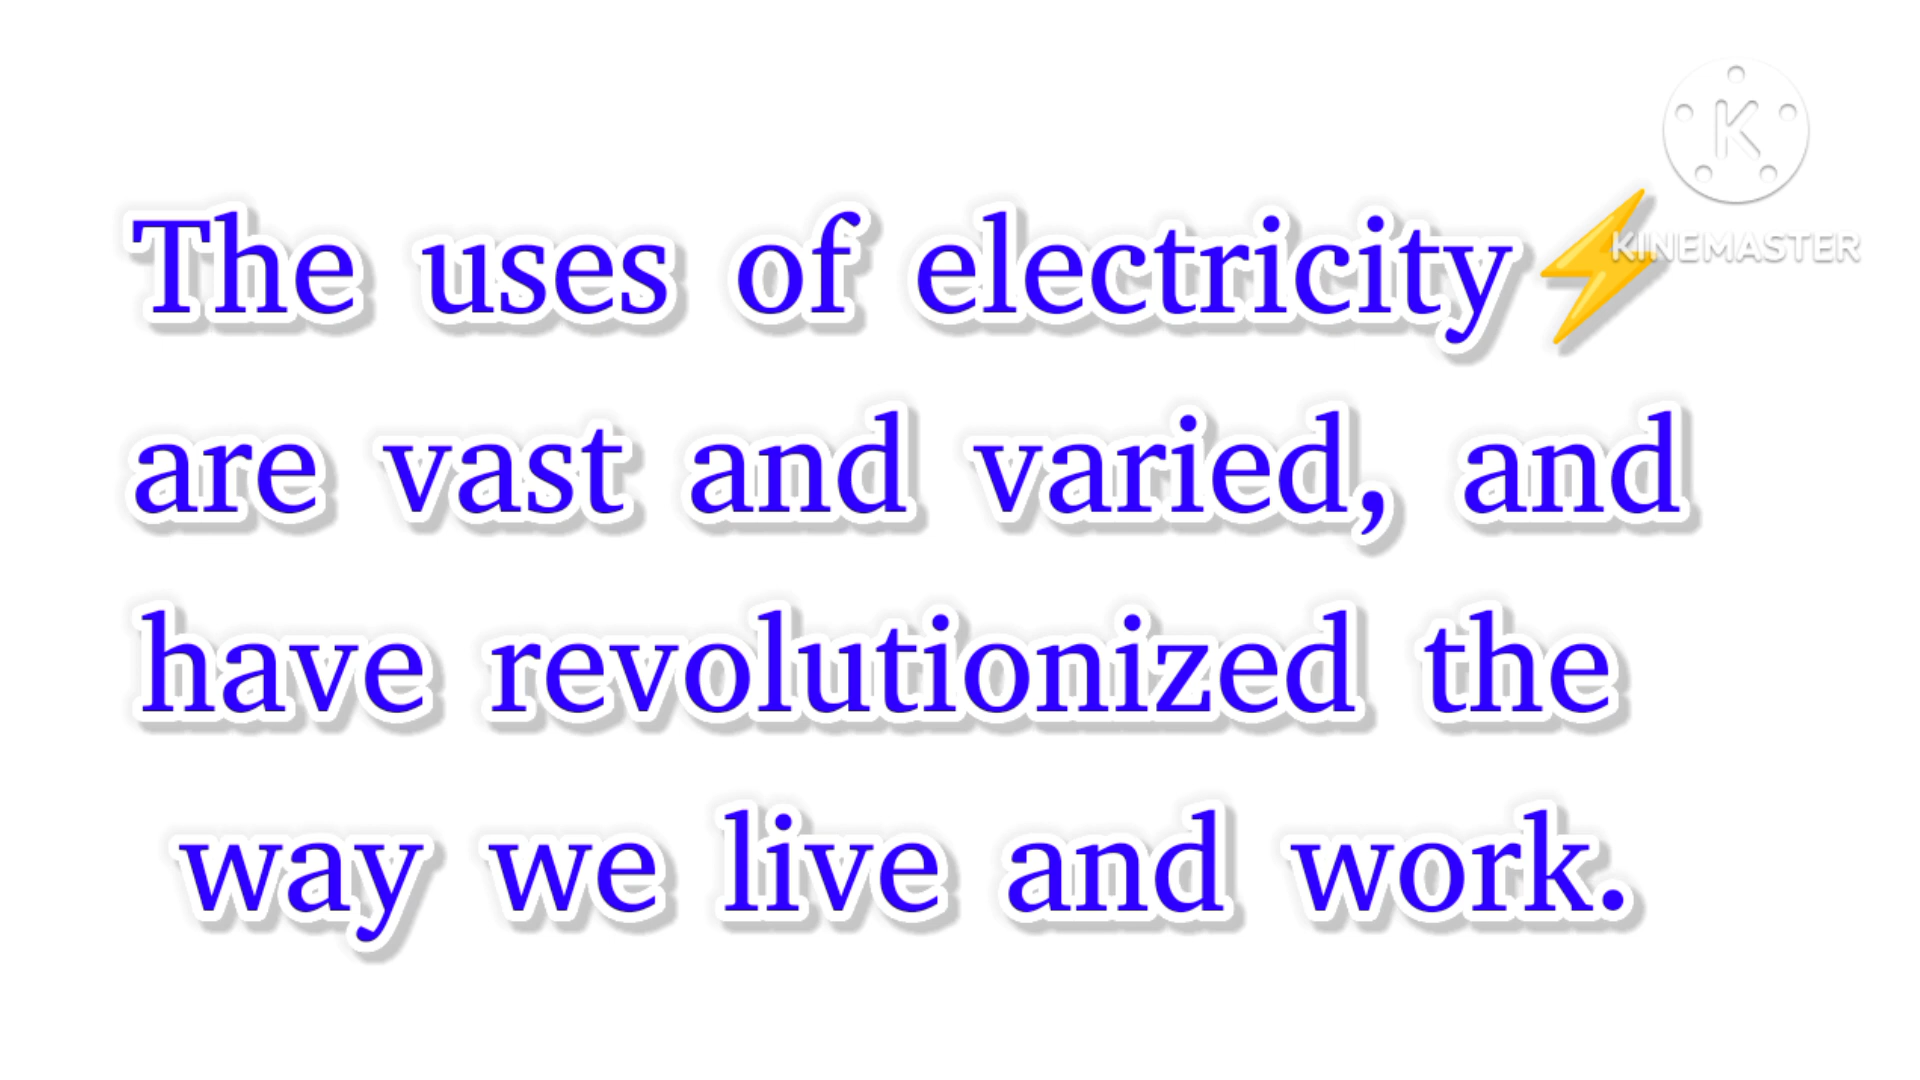 K
KINEMASTER
The uses of electricity⚡
are vast and varied, and
have revolutionized the
way we live and work.